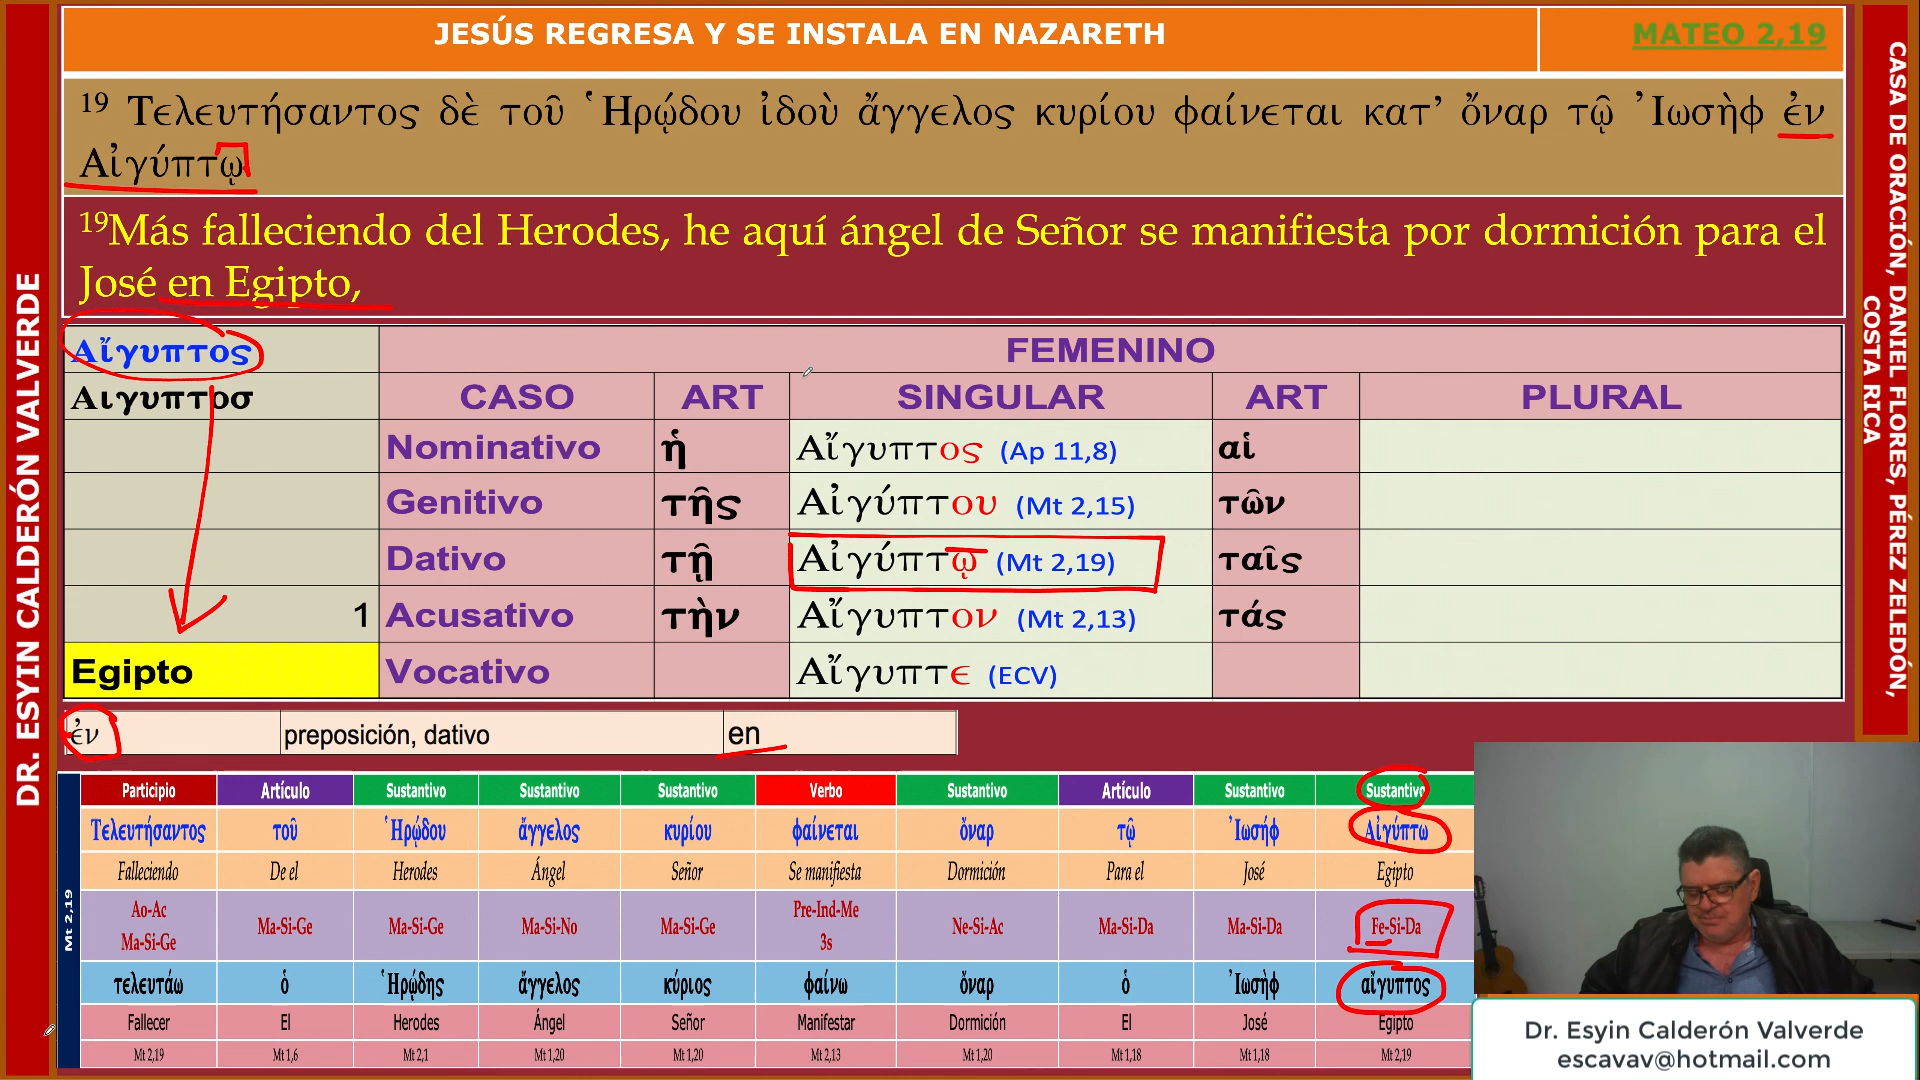 JESÚS REGRESA Y SE INSTALA EN NAZARETH
MATEO 2,19
19 Τελευτήσαντος δὲ τοῦ Ἡρῴδου ἰδοὺ ἄγγελος κυρίου φαίνεται κατ’ ὄναρ τῷ Ἰωσὴφ ἐν
Αἰγύπτῳ
19Más falleciendo del Herodes, he aquí ángel de Señor se manifiesta por dormición para el
José en Egipto,
Αἴγυπτος FEMENINO
Αιγυπτοσ CASO ART SINGULAR ART PLURAL
Nominativo ἡ Αἴγυπτος (Ap 11,8) αἱ
Genitivo τῆς Αἰγύπτου (Mt 2,15) τῶν
Dativo τῇ Αἰγύπτῳ (Mt 2,19) ταῖς
1 Acusativo τὴν Αἴγυπτον (Mt 2,13) τάς
Egipto Vocativo Αἴγυπτε (ECV)
ἐν preposición, dativo en
Participio Artículo Sustantivo Sustantivo Sustantivo Verbo Sustantivo Artículo Sustantivo Sustantivo
Τελευτήσαντος τοῦ Ἡρῴδου ἄγγελος κυρίου φαίνεται ὄναρ τῷ Ἰωσήφ Αἰγύπτω
Falleciendo De el Herodes Ángel Señor Se manifiesta Dormición Para el José Egipto
Ao-Ac Ma-Si-Ge Ma-Si-Ge Ma-Si-Ge Ma-Si-No Ma-Si-Ge Pre-Ind-Me 3s Ne-Si-Ac Ma-Si-Da Ma-Si-Da Fe-Si-Da
τελευτάω ὁ Ἡρῴδης ἄγγελος κύριος φαίνω ὄναρ ὁ Ἰωσὴφ αἴγυπτος
Fallecer El Herodes Ángel Señor Manifestar Dormición El José Egipto
Mt 2,19 Mt 1,6 Mt 2,1 Mt 1,20 Mt 1,20 Mt 2,13 Mt 1,20 Mt 1,18 Mt 1,18 Mt 2,19
Mt 2,19
DR. ESYIN CALDERÓN VALVERDE
CASA DE ORACIÓN, DANIEL FLORES, PÉREZ ZELEDÓN,
COSTA RICA
Dr. Esyin Calderón Valverde
escavav@hotmail.com